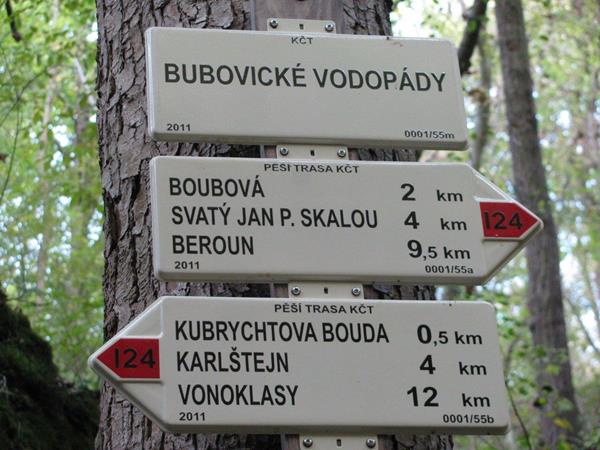 KČT
BUBOVICKÉ VODOPÁDY
2011 0001/55m
PĚŠÍ TRASA KČT
BOUBOVÁ 2 km
SVATÝ JAN P. SKALOU 4 km
BEROUN 9,5 km
124
2011 0001/55a
PĚŠÍ TRASA KČT
KUBRYCHTOVA BOUDA 0,5 km
124
KARLŠTEJN 4 km
VONOKLASY 12 km
2011 0001/55b